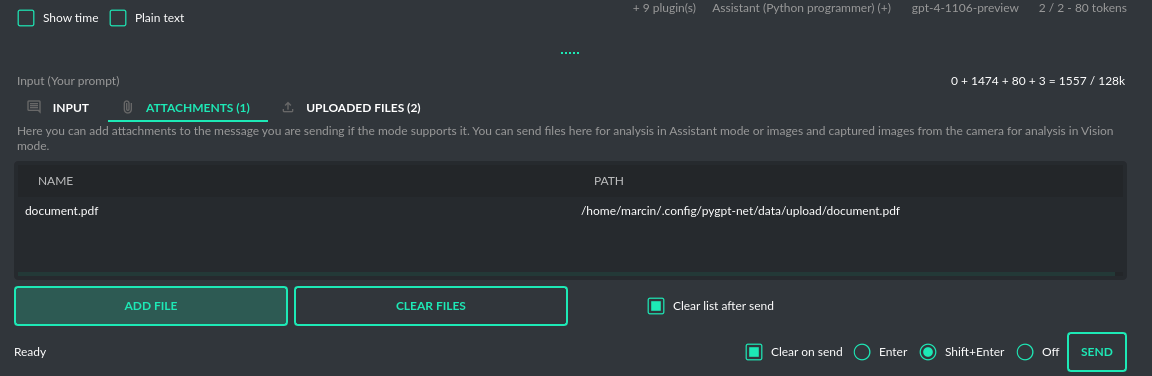 Show time Plain text + 9 plugin(s) Assistant (Python programmer) (+) gpt-4-1106-preview 2 / 2 - 80 tokens
Input (Your prompt) 0 + 1474 + 80 + 3 = 1557 / 128k
INPUT ATTACHMENTS (1) UPLOADED FILES (2)
Here you can add attachments to the message you are sending if the mode supports it. You can send files here for analysis in Assistant mode or images and captured images from the camera for analysis in Vision
mode.
NAME PATH
document.pdf /home/marcin/.config/pygpt-net/data/upload/document.pdf
ADD FILE CLEAR FILES Clear list after send
Ready Clear on send Enter Shift+Enter Off SEND